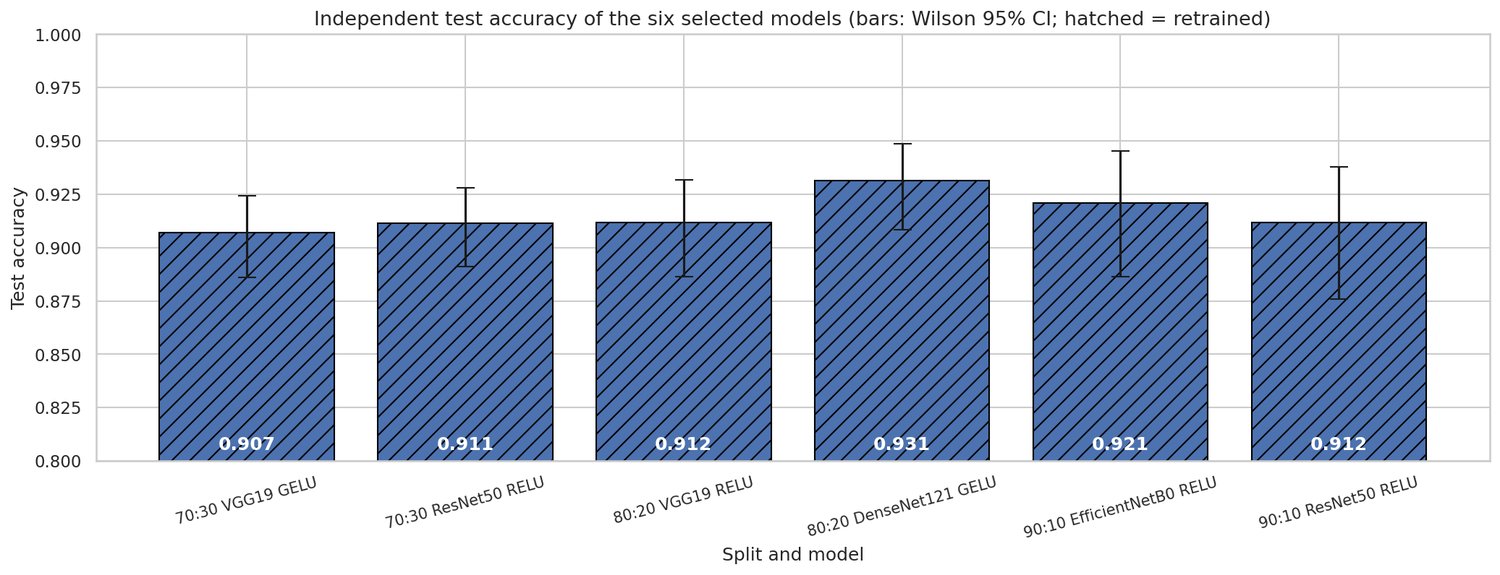 Independent test accuracy of the six selected models (bars: Wilson 95% CI; hatched = retrained)
1.000
0.975
0.950
0.925
0.900
0.875
0.850
0.825
0.800
Test accuracy
0.907 0.911 0.912 0.931 0.921 0.912
70:30 VGG19 GELU 70:30 ResNet50 RELU 80:20 VGG19 RELU 80:20 DenseNet121 GELU 90:10 EfficientNetB0 RELU 90:10 ResNet50 RELU
Split and model